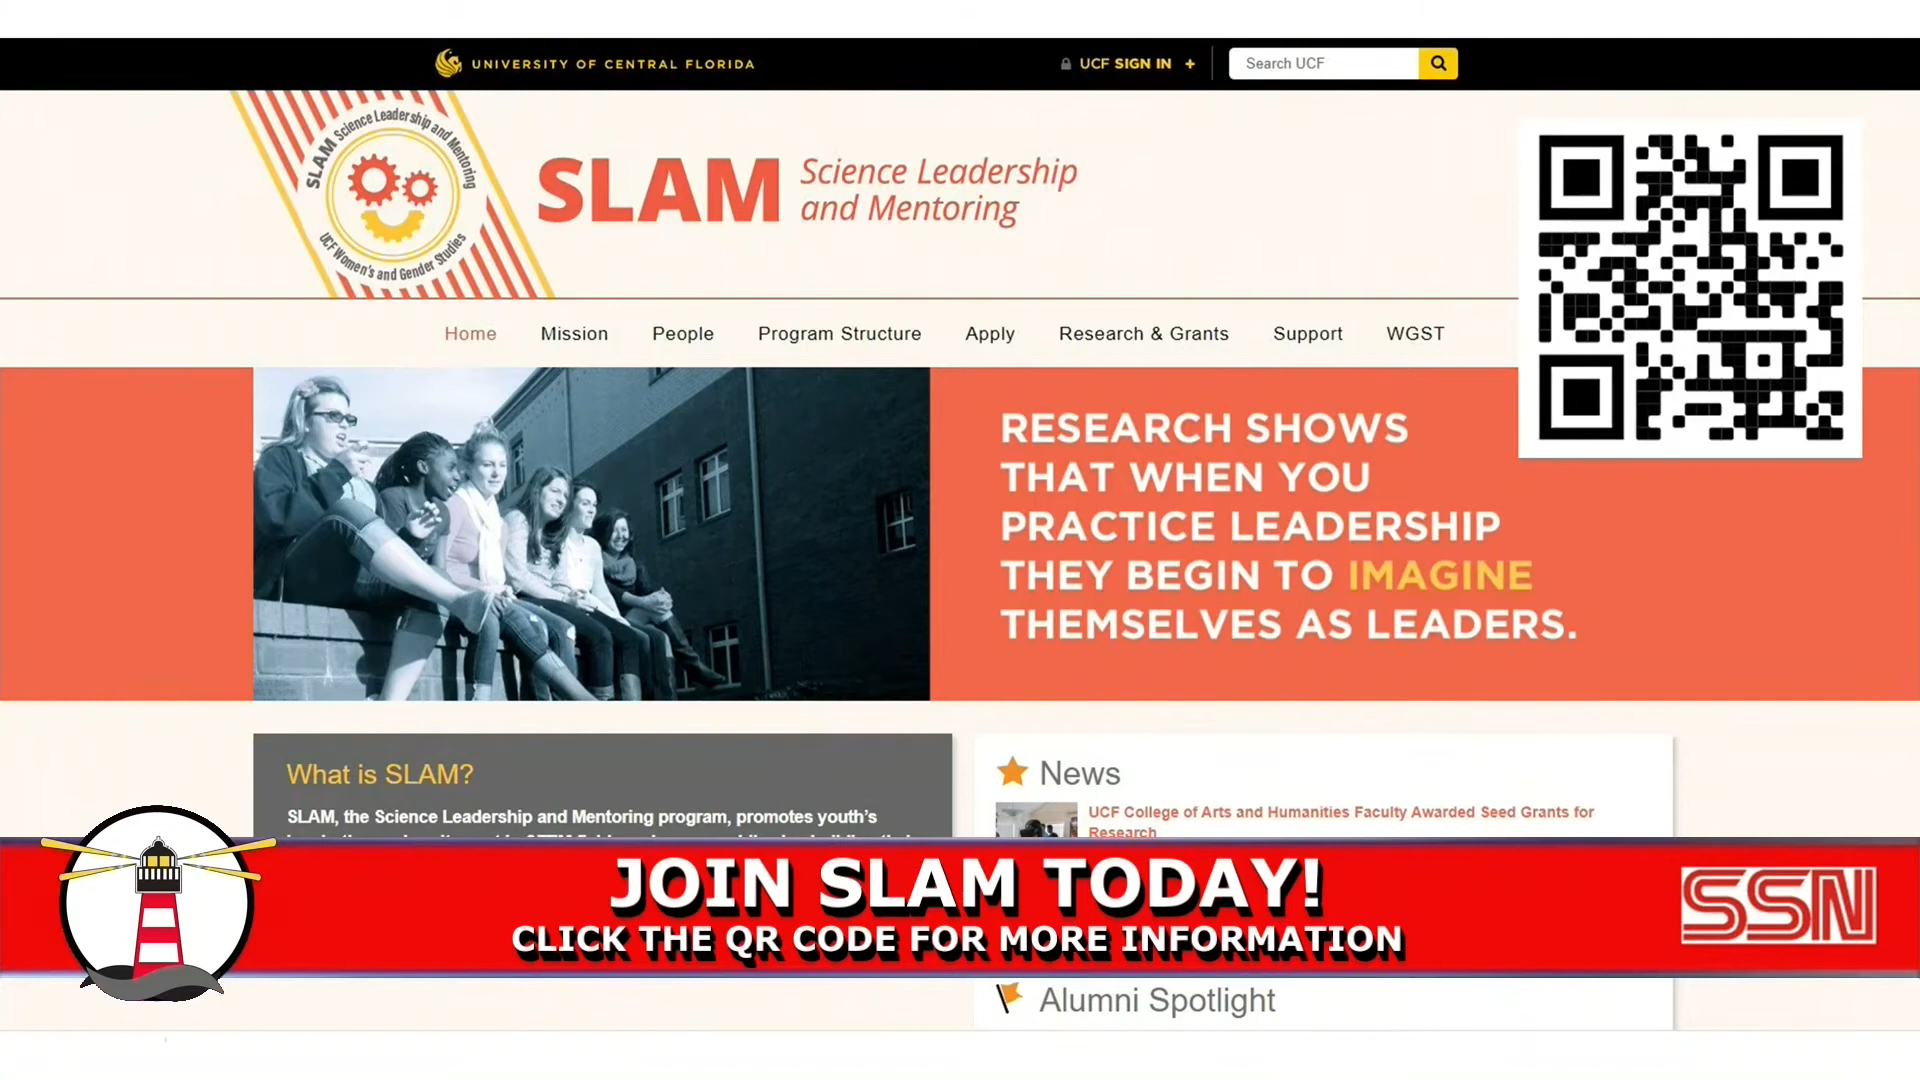 UNIVERSITY OF CENTRAL FLORIDA
UCF SIGN IN +
Search UCF
SLAM Science Leadership and Mentoring
UCF Women's and Gender Studies
SLAM
Science Leadership
and Mentoring
Home Mission People Program Structure Apply Research & Grants Support WGST
RESEARCH SHOWS
THAT WHEN YOU
PRACTICE LEADERSHIP
THEY BEGIN TO IMAGINE
THEMSELVES AS LEADERS.
What is SLAM?
SLAM, the Science Leadership and Mentoring program, promotes youth's
News
UCF College of Arts and Humanities Faculty Awarded Seed Grants for
Research
JOIN SLAM TODAY!
CLICK THE QR CODE FOR MORE INFORMATION
SSN
Alumni Spotlight